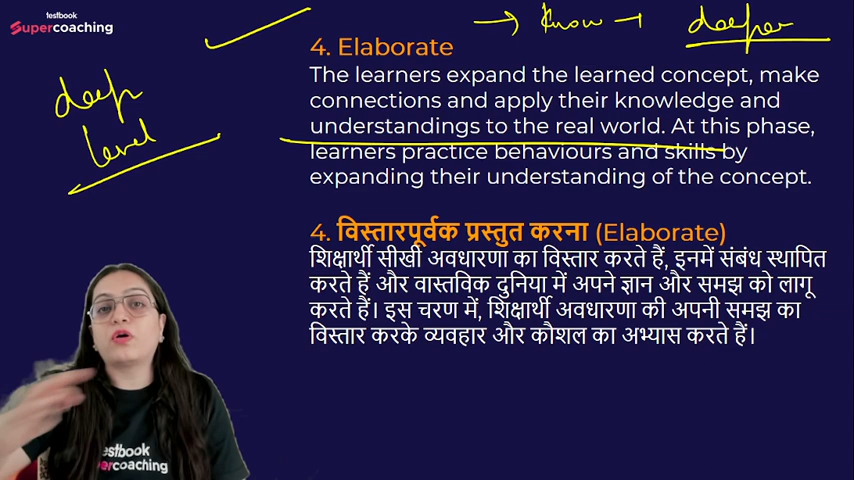 testbook
Supercoaching
→ know → deeper
deep
level
4. Elaborate
The learners expand the learned concept, make
connections and apply their knowledge and
understandings to the real world. At this phase,
learners practice behaviours and skills by
expanding their understanding of the concept.
4. विस्तारपूर्वक प्रस्तुत करना (Elaborate)
शिक्षार्थी सीखी अवधारणा का विस्तार करते हैं, इनमें संबंध स्थापित
करते हैं और वास्तविक दुनिया में अपने ज्ञान और समझ को लागू
करते हैं। इस चरण में, शिक्षार्थी अवधारणा की अपनी समझ का
विस्तार करके व्यवहार और कौशल का अभ्यास करते हैं।
testbook
supercoaching